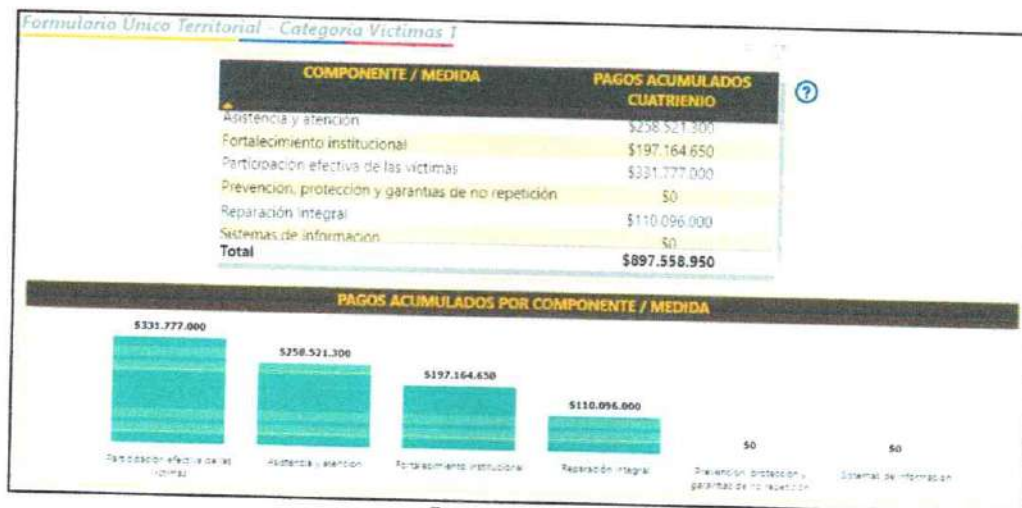 Formulario Unico Territorial - Categoria Victimas 1
COMPONENTE / MEDIDA PAGOS ACUMULADOS CUATRIENIO
Asistencia y atención $258.521.300
Fortalecimiento institucional $197.164.650
Participación efectiva de las víctimas $331.777.000
Prevención, protección y garantías de no repetición $0
Reparación integral $110.096.000
Sistemas de información $0
Total $897.558.950
PAGOS ACUMULADOS POR COMPONENTE / MEDIDA
$331.777.000
$258.521.300
$197.164.650
$110.096.000
$0
$0
Participación efectiva de las víctimas
Asistencia y atención
Fortalecimiento institucional
Reparación integral
Prevención, protección y garantías de no repetición
Sistemas de información